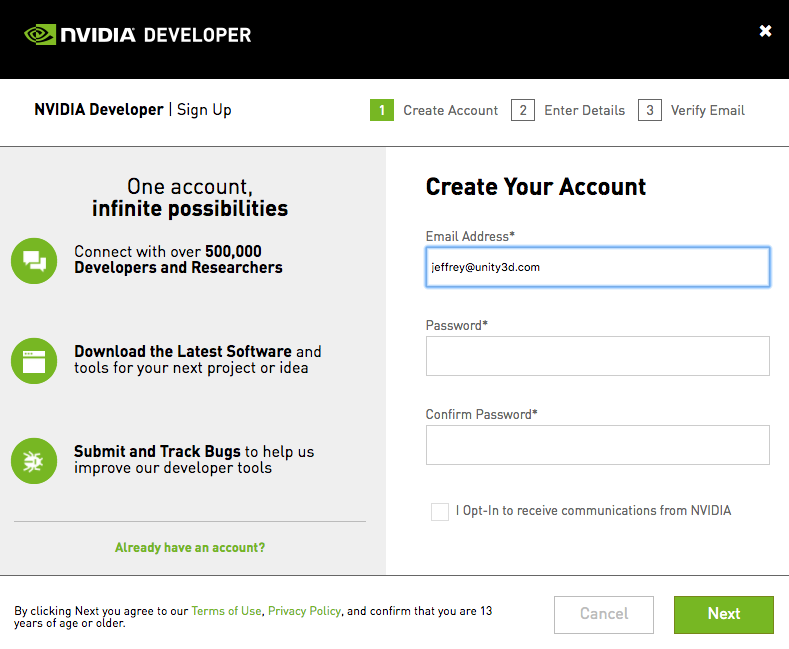 NVIDIA DEVELOPER
NVIDIA Developer | Sign Up
1 Create Account 2 Enter Details 3 Verify Email
One account,
infinite possibilities
Connect with over 500,000
Developers and Researchers
Download the Latest Software and
tools for your next project or idea
Submit and Track Bugs to help us
improve our developer tools
Already have an account?
Create Your Account
Email Address*
jeffrey@unity3d.com
Password*
Confirm Password*
I Opt-In to receive communications from NVIDIA
By clicking Next you agree to our Terms of Use, Privacy Policy, and confirm that you are 13
years of age or older.
Cancel
Next